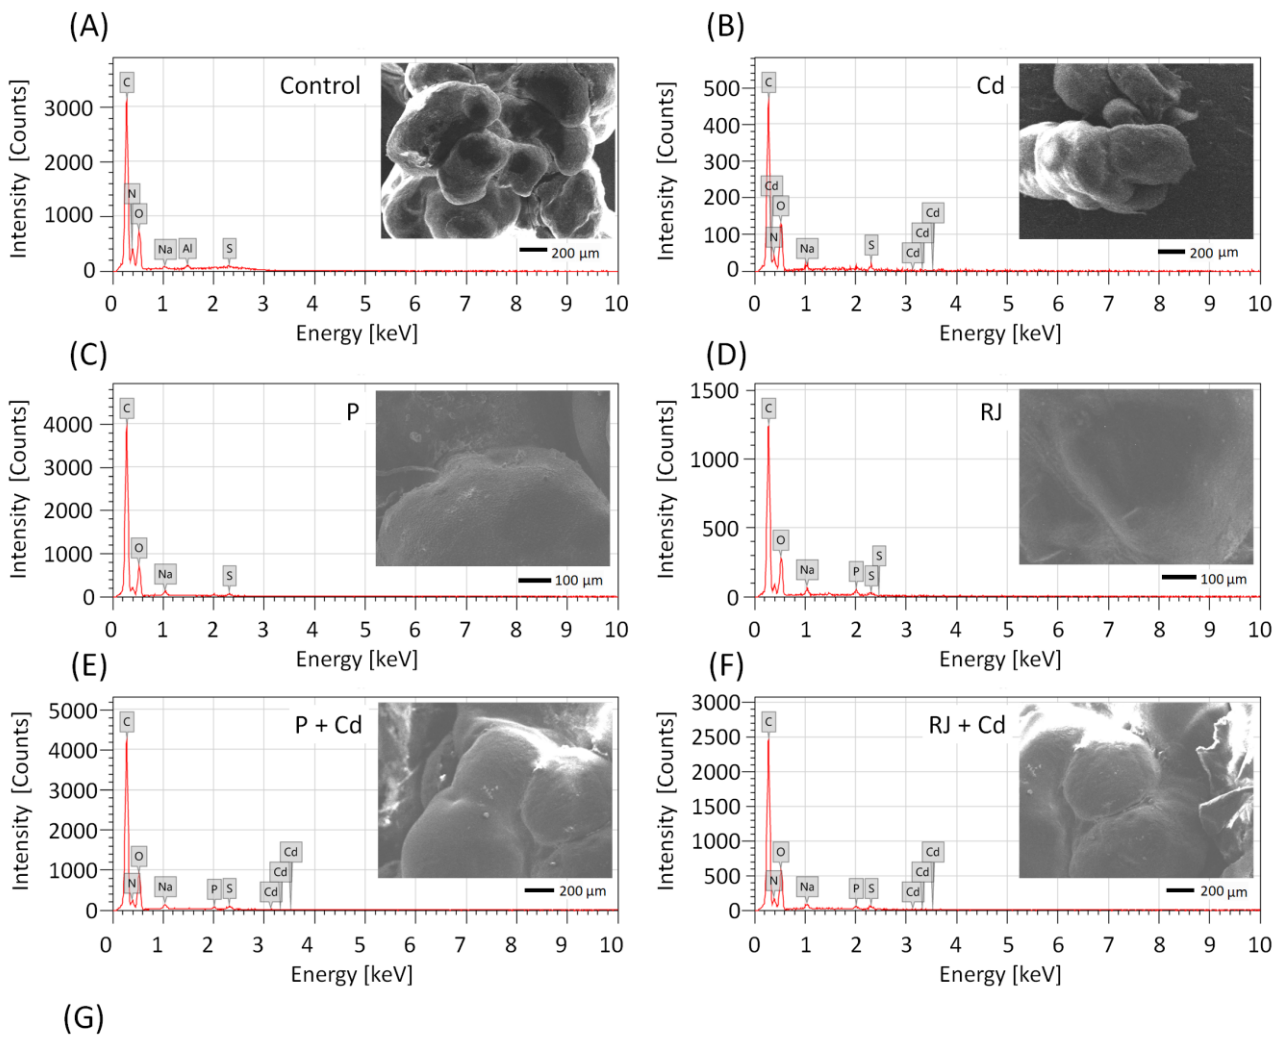 (A)
Control
Intensity [Counts]
3000
2000
1000
0
C
N
O
Na
Al
S
200 µm
0 1 2 3 4 5 6 7 8 9 10
Energy [keV]
(B)
Cd
Intensity [Counts]
500
400
300
200
100
0
C
Cd
O
N
Na
S
Cd
Cd
Cd
200 µm
0 1 2 3 4 5 6 7 8 9 10
Energy [keV]
(C)
P
Intensity [Counts]
4000
3000
2000
1000
0
C
O
Na
S
100 µm
0 1 2 3 4 5 6 7 8 9 10
Energy [keV]
(D)
RJ
Intensity [Counts]
1500
1000
500
0
C
O
Na
P
S
S
100 µm
0 1 2 3 4 5 6 7 8 9 10
Energy [keV]
(E)
P + Cd
Intensity [Counts]
5000
4000
3000
2000
1000
0
C
O
N
Na
P
S
Cd
Cd
Cd
200 µm
0 1 2 3 4 5 6 7 8 9 10
Energy [keV]
(F)
RJ + Cd
Intensity [Counts]
3000
2500
2000
1500
1000
500
0
C
O
N
Na
P
S
Cd
Cd
Cd
200 µm
0 1 2 3 4 5 6 7 8 9 10
Energy [keV]
(G)